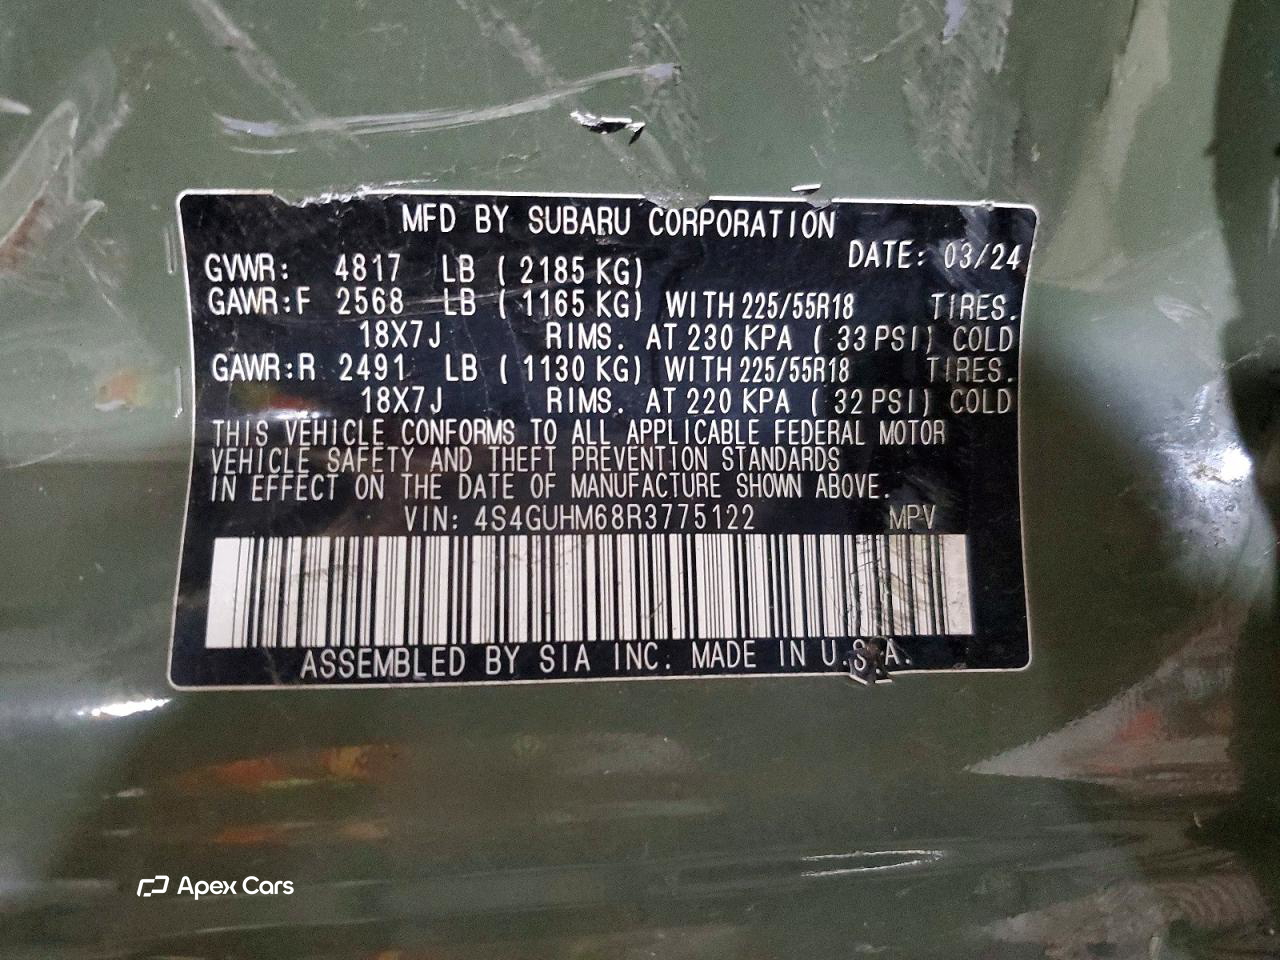 MFD BY SUBARU CORPORATION
DATE: 03/24
GVWR: 4817 LB ( 2185 KG)
GAWR:F 2568 LB ( 1165 KG) WITH 225/55R18 TIRES.
18X7J RIMS. AT 230 KPA ( 33 PSI) COLD
GAWR:R 2491 LB ( 1130 KG) WITH 225/55R18 TIRES.
18X7J RIMS. AT 220 KPA ( 32 PSI) COLD
THIS VEHICLE CONFORMS TO ALL APPLICABLE FEDERAL MOTOR
VEHICLE SAFETY AND THEFT PREVENTION STANDARDS
IN EFFECT ON THE DATE OF MANUFACTURE SHOWN ABOVE.
VIN: 4S4GUHM68R3775122 MPV
ASSEMBLED BY SIA INC. MADE IN U.S.A.
Apex Cars